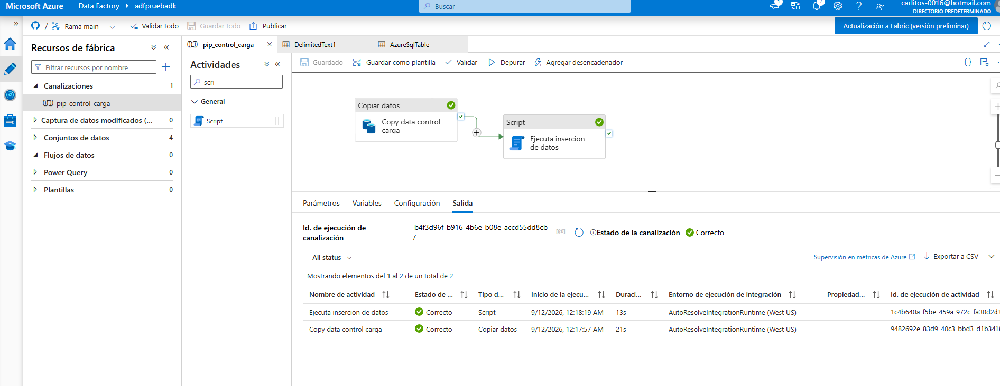 Microsoft Azure
Data Factory
adfpruebadk
Buscar
1
7
carlitos-0016@hotmail.com
DIRECTORIO PREDETERMINADO
/
Rama main
Validar todo
Guardar todo
Publicar
Actualización a Fabric (versión preliminar)
Recursos de fábrica
Filtrar recursos por nombre
Canalizaciones 1
pip_control_carga
Captura de datos modificados (... 0
Conjuntos de datos 4
Flujos de datos 0
Power Query 0
Plantillas 0
pip_control_carga
DelimitedText1
AzureSqlTable
Actividades
scri
General
Script
Guardado
Guardar como plantilla
Validar
Depurar
Agregar desencadenador
Copiar datos
Copy data control
carga
Script
Ejecuta insercion
de datos
Parámetros
Variables
Configuración
Salida
Id. de ejecución de
canalización
b4f3d96f-b916-4b6e-b08e-accd55dd8cb
7
Estado de la canalización
Correcto
All status
Supervisión en métricas de Azure
Exportar a CSV
Mostrando elementos del 1 al 2 de un total de 2
Nombre de actividad Estado de ... Tipo d... Inicio de la ejecu... Duraci... Entorno de ejecución de integración Propiedad... Id. de ejecución de actividad
Ejecuta insercion de datos Correcto Script 9/12/2026, 12:18:19 AM 13s AutoResolveIntegrationRuntime (West US) 1c4b640a-f5be-459a-972c-fa30d2d3
Copy data control carga Correcto Copiar datos 9/12/2026, 12:17:57 AM 21s AutoResolveIntegrationRuntime (West US) 9482692e-83d9-40c3-bbd3-d1b3418